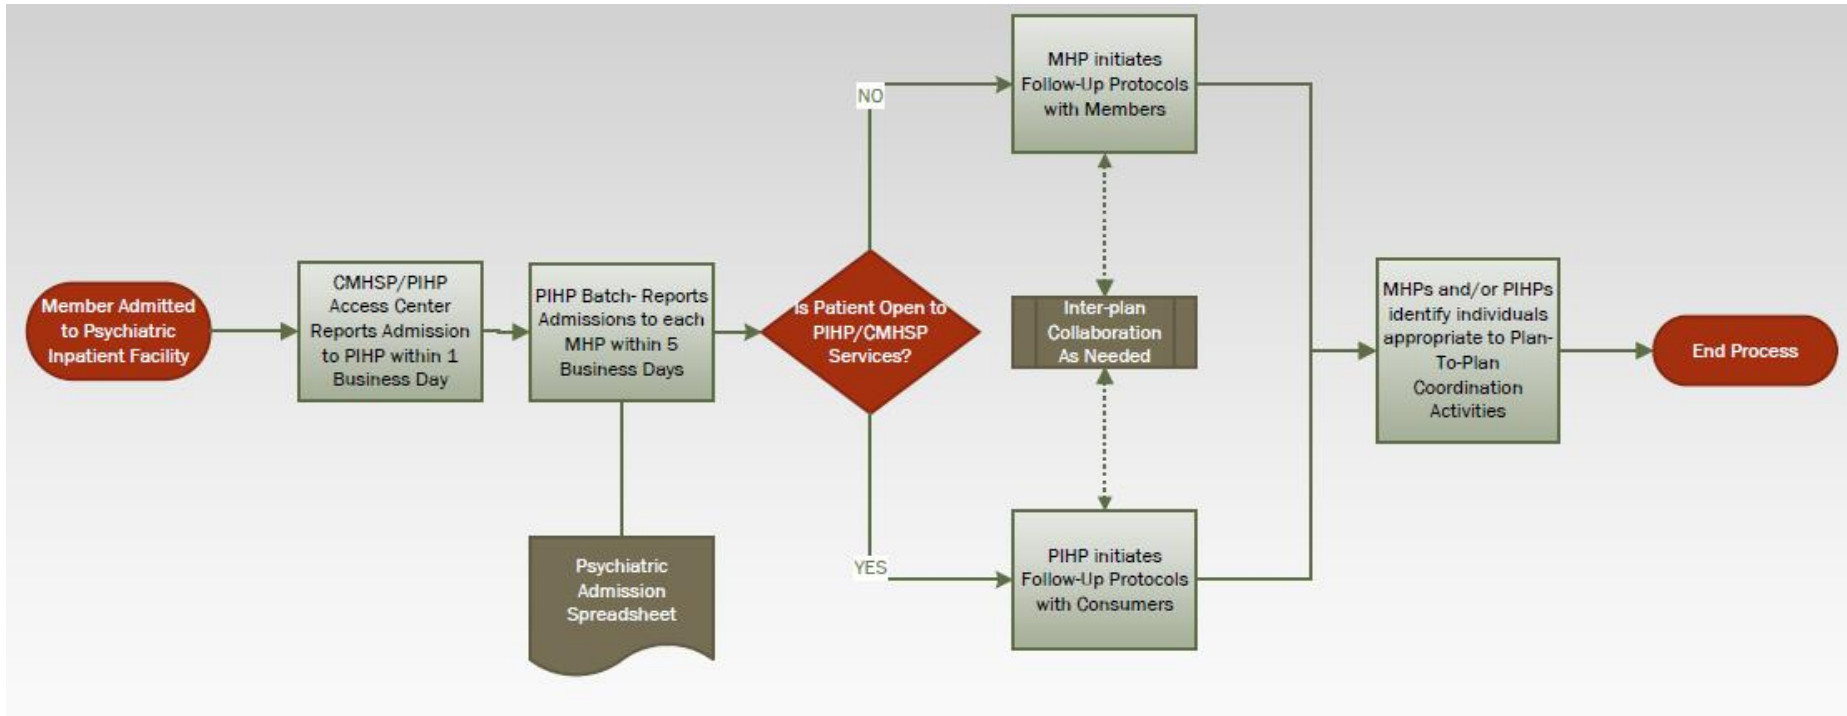 Member Admitted
to Psychiatric
Inpatient Facility
CMHSP/PIHP
Access Center
Reports Admission
to PIHP within 1
Business Day
PIHP Batch- Reports
Admissions to each
MHP within 5
Business Days
Psychiatric
Admission
Spreadsheet
Is Patient Open to
PIHP/CMHSP
Services?
NO
YES
MHP initiates
Follow-Up Protocols
with Members
Inter-plan
Collaboration
As Needed
PIHP initiates
Follow-Up Protocols
with Consumers
MHPs and/or PIHPs
identify individuals
appropriate to Plan-
To-Plan
Coordination
Activities
End Process